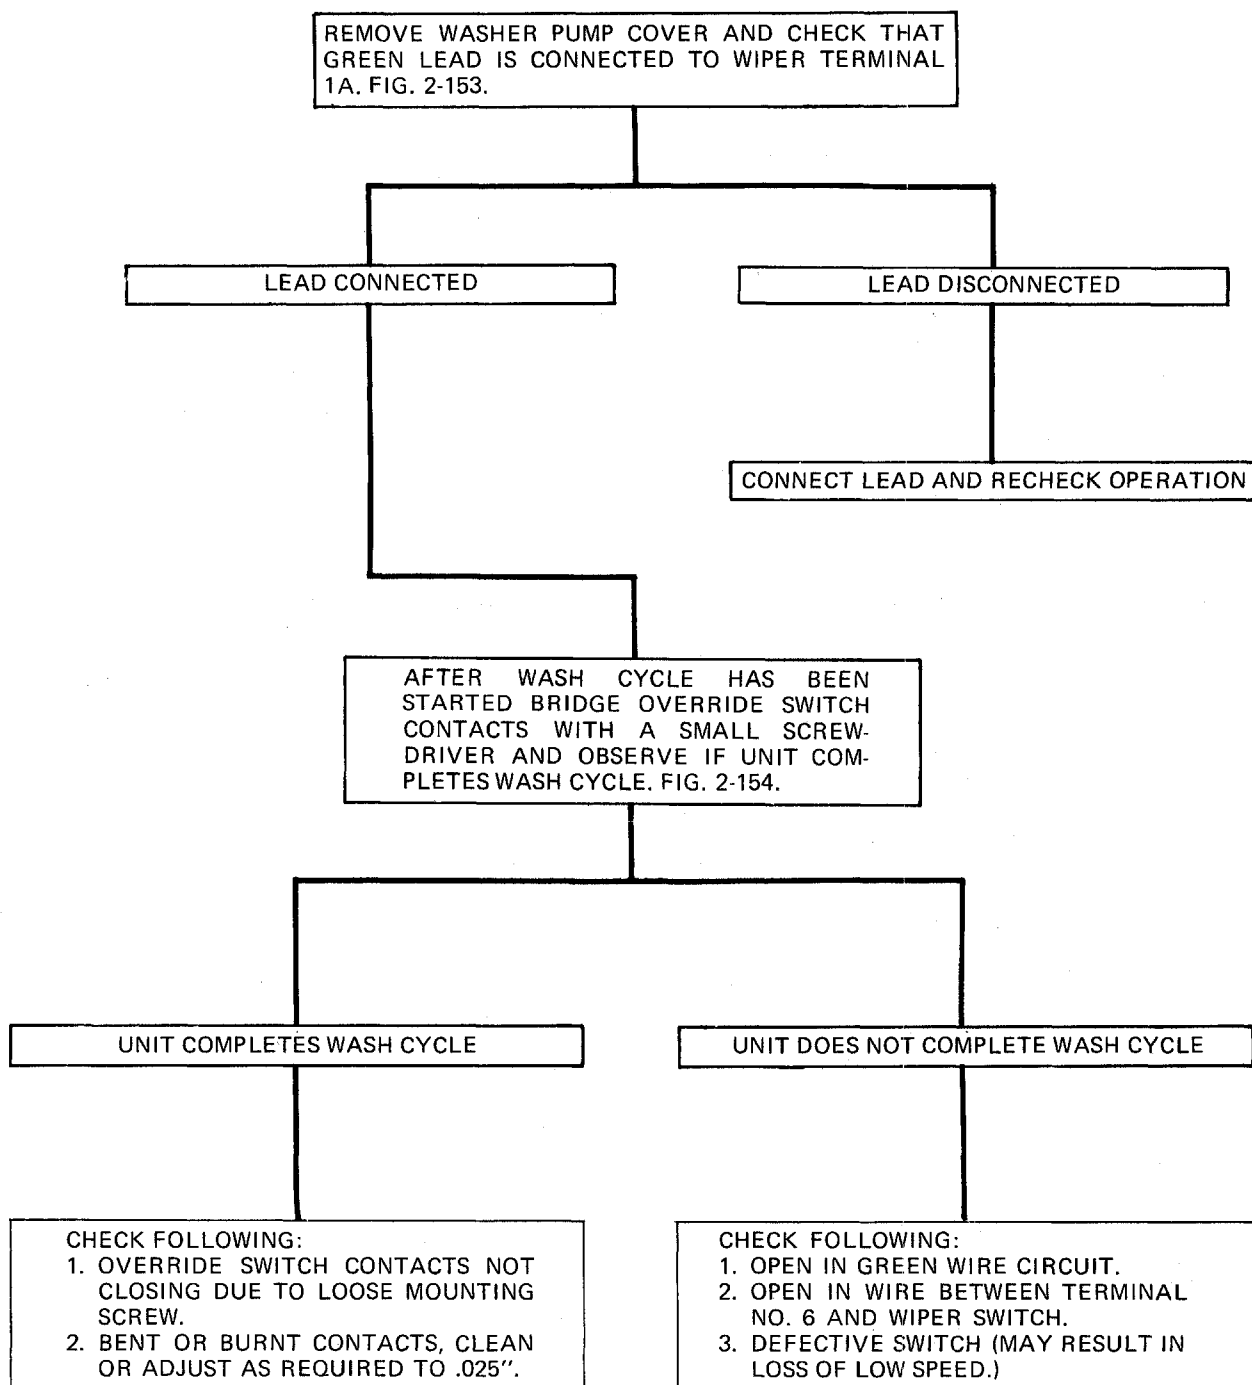 REMOVE WASHER PUMP COVER AND CHECK THAT
GREEN LEAD IS CONNECTED TO WIPER TERMINAL
1A. FIG. 2-153.
LEAD CONNECTED
LEAD DISCONNECTED
CONNECT LEAD AND RECHECK OPERATION
AFTER WASH CYCLE HAS BEEN
STARTED BRIDGE OVERRIDE SWITCH
CONTACTS WITH A SMALL SCREW-
DRIVER AND OBSERVE IF UNIT COM-
PLETES WASH CYCLE. FIG. 2-154.
UNIT COMPLETES WASH CYCLE
UNIT DOES NOT COMPLETE WASH CYCLE
CHECK FOLLOWING:
1. OVERRIDE SWITCH CONTACTS NOT
CLOSING DUE TO LOOSE MOUNTING
SCREW.
2. BENT OR BURNT CONTACTS, CLEAN
OR ADJUST AS REQUIRED TO .025".
CHECK FOLLOWING:
1. OPEN IN GREEN WIRE CIRCUIT.
2. OPEN IN WIRE BETWEEN TERMINAL
NO. 6 AND WIPER SWITCH.
3. DEFECTIVE SWITCH (MAY RESULT IN
LOSS OF LOW SPEED.)